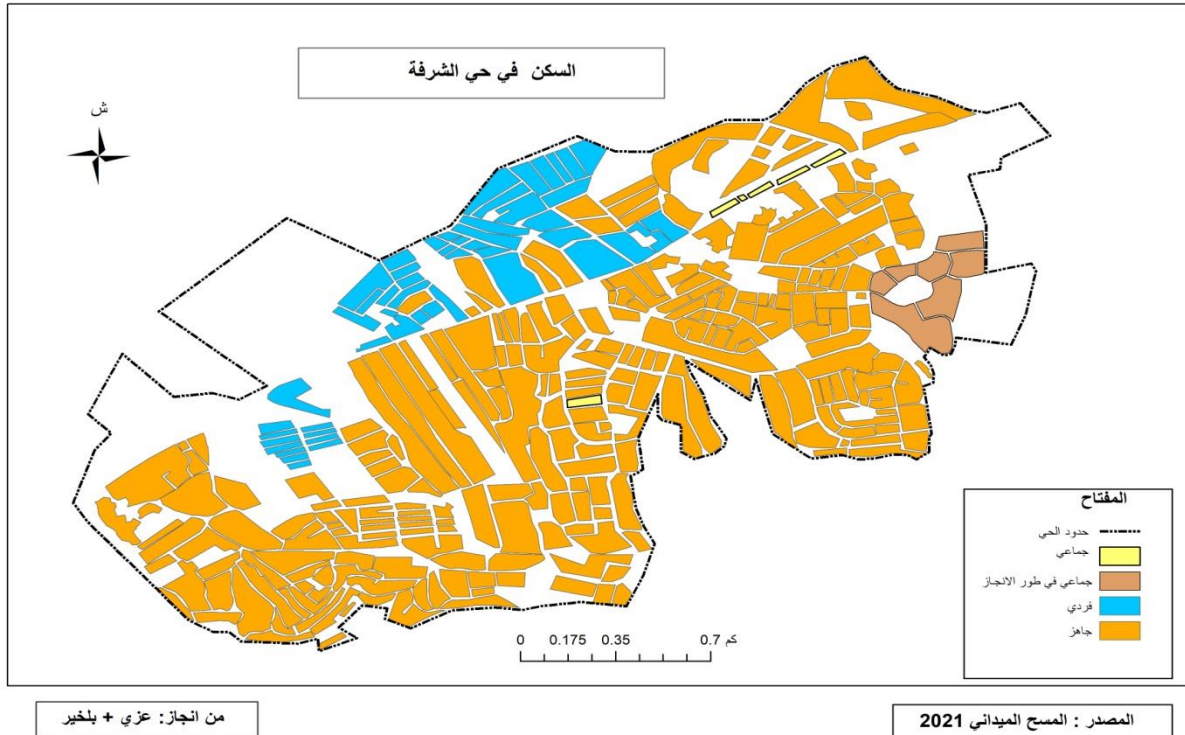 السكن في حي الشرفة
ش
المفتاح
حدود الحي
جماعي
جماعي في طور الانجاز
فردي
جاهز
0 0.175 0.35 0.7 كم
من انجاز: عزي + بلخير
المصدر : المسح الميداني 2021